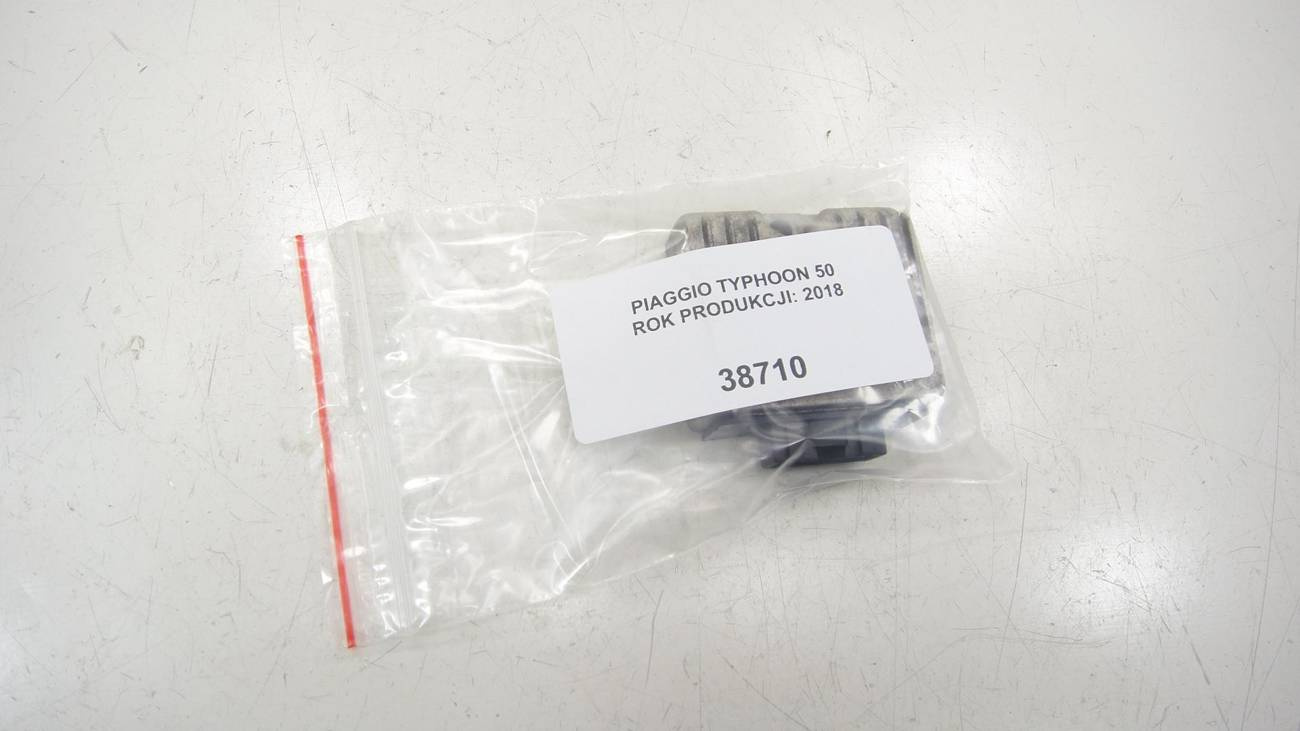 PIAGGIO TYPHOON 50
ROK PRODUKCJI: 2018
38710